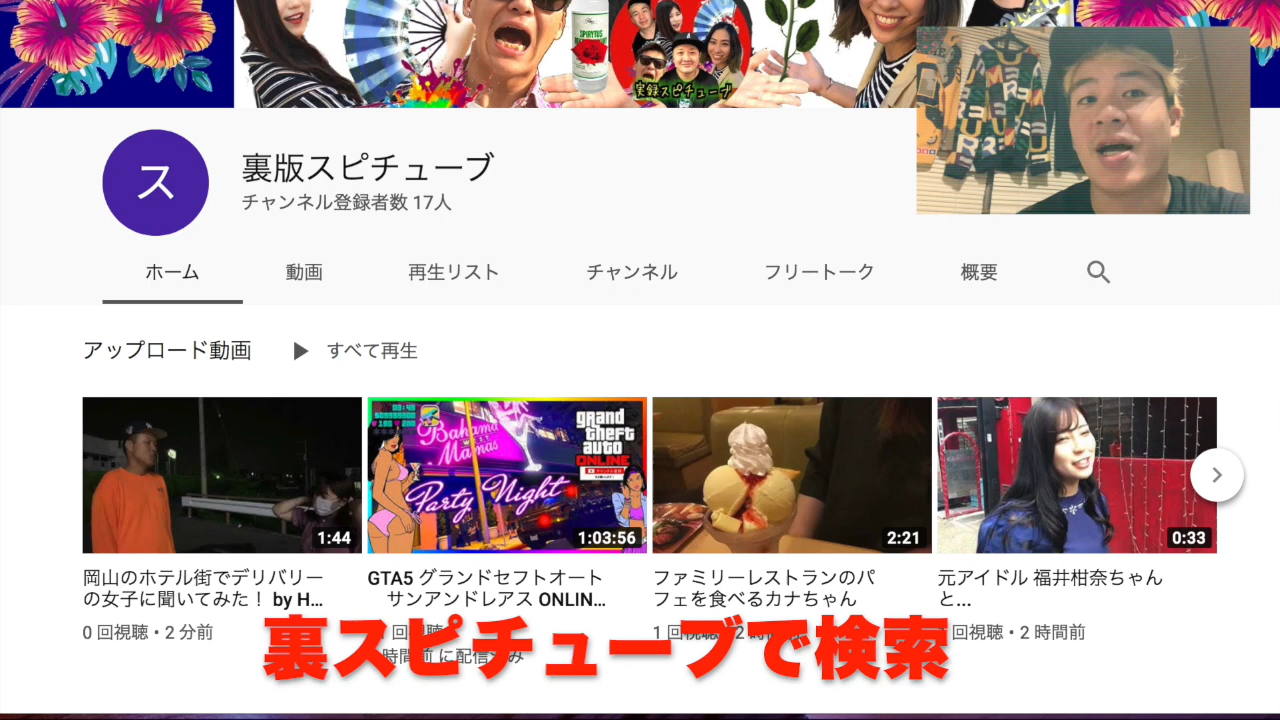 SPIRYTUS
実録スピチューブ
ス
裏版スピチューブ
チャンネル登録者数 17人
ホーム
動画
再生リスト
チャンネル
フリートーク
概要
アップロード動画
すべて再生
1:44
Bahama
Mamas
Party Night
grand
theft
auto
ONLINE
1:03:56
2:21
0:33
岡山のホテル街でデリバリー
の女子に聞いてみた！ by H...
0 回視聴・2 分前
GTA5 グランドセフトオート
サンアンドレアス ONLIN...
ファミリーレストランのパ
フェを食べるカナちゃん
元アイドル 福井柑奈ちゃん
と...
回視聴・2 時間前
裏スピチューブで検索